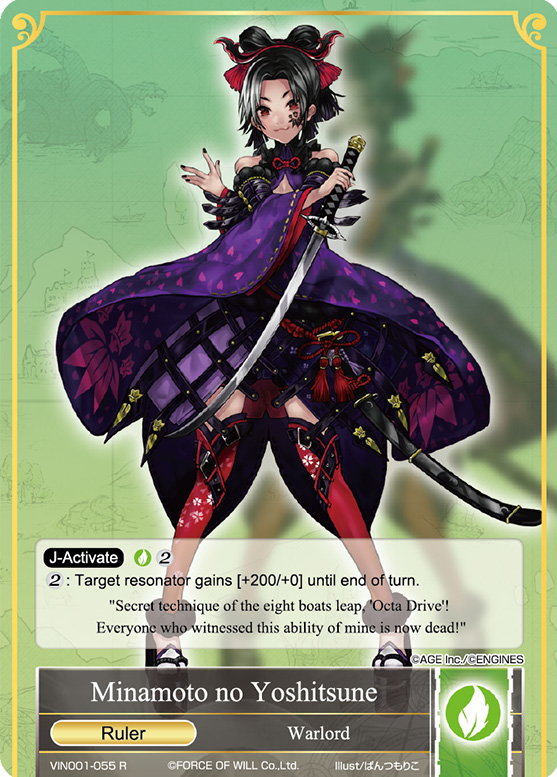 J-Activate 2
2 : Target resonator gains [+200/+0] until end of turn.
"Secret technique of the eight boats leap, 'Octa Drive'!
Everyone who witnessed this ability of mine is now dead!"
©AGE Inc./©ENGINES
Minamoto no Yoshitsune
Ruler Warlord
VIN001-055 R ©FORCE OF WILL Co.,Ltd. Illust/ぱんつもりこ